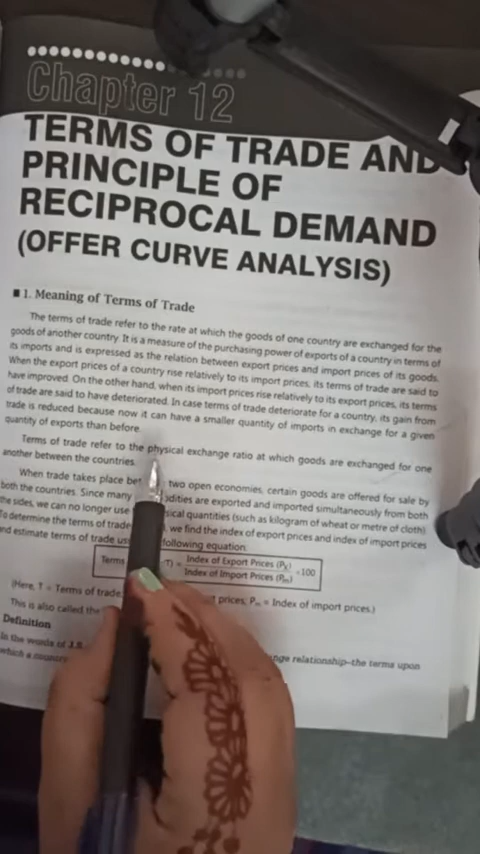 Chapter 12
TERMS OF TRADE AND
PRINCIPLE OF
RECIPROCAL DEMAND
(OFFER CURVE ANALYSIS)
1. Meaning of Terms of Trade
The terms of trade refer to the rate at which the goods of one country are exchanged for the
goods of another country. It is a measure of the purchasing power of exports of a country in terms of
its imports and is expressed as the relation between export prices and import prices of its goods.
When the export prices of a country rise relatively to its import prices, its terms of trade are said to
have improved. On the other hand, when its import prices rise relatively to its export prices, its terms
of trade are said to have deteriorated. In case terms of trade deteriorate for a country, its gain from
trade is reduced because now it can have a smaller quantity of imports in exchange for a given
quantity of exports than before.
Terms of trade refer to the physical exchange ratio at which goods are exchanged for one
another between the countries.
When trade takes place bet two open economies, certain goods are offered for sale by
both the countries. Since many odities are exported and imported simultaneously from both
the sides, we can no longer use sical quantities (such as kilogram of wheat or metre of cloth).
To determine the terms of trade , we find the index of export prices and index of import prices
and estimate terms of trade us following equation:
Terms T) = Index of Export Prices (Px)
Index of Import Prices (Pm) ×100
(Here, T = Terms of trade, t prices, Pm = Index of import prices.)
This is also called the
Definition
In the words of J.S. nge relationship–the terms upon
which a country